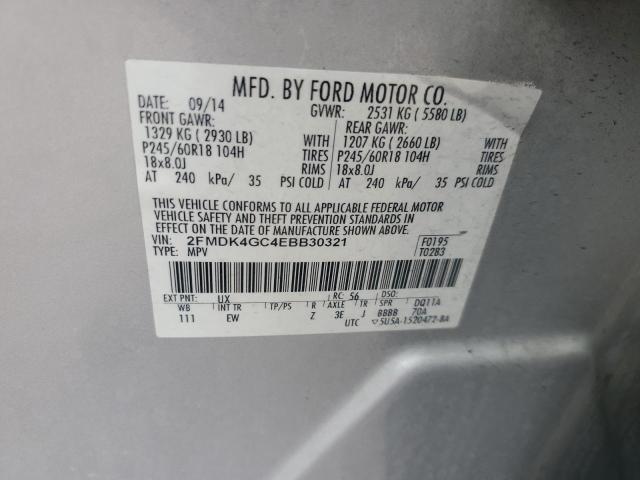 MFD. BY FORD MOTOR CO.
DATE: 09/14 GVWR: 2531 KG ( 5580 LB)
FRONT GAWR: REAR GAWR:
1329 KG ( 2930 LB) WITH 1207 KG ( 2660 LB) WITH
P245/60R18 104H TIRES P245/60R18 104H TIRES
18x8.0J RIMS 18x8.0J RIMS
AT 240 kPa/ 35 PSI COLD AT 240 kPa/ 35 PSI COLD
THIS VEHICLE CONFORMS TO ALL APPLICABLE FEDERAL MOTOR
VEHICLE SAFETY AND THEFT PREVENTION STANDARDS IN
EFFECT ON THE DATE OF MANUFACTURE SHOWN ABOVE.
VIN: 2FMDK4GC4EBB30321 F0195
TYPE: MPV T0283
EXT PNT: UX RC: 56 DSO:
WB INT TR TP/PS R AXLE TR SPR DQ11A
111 EW Z 3E J BBBB 70A
UTC ▽5USA-1520472-BA